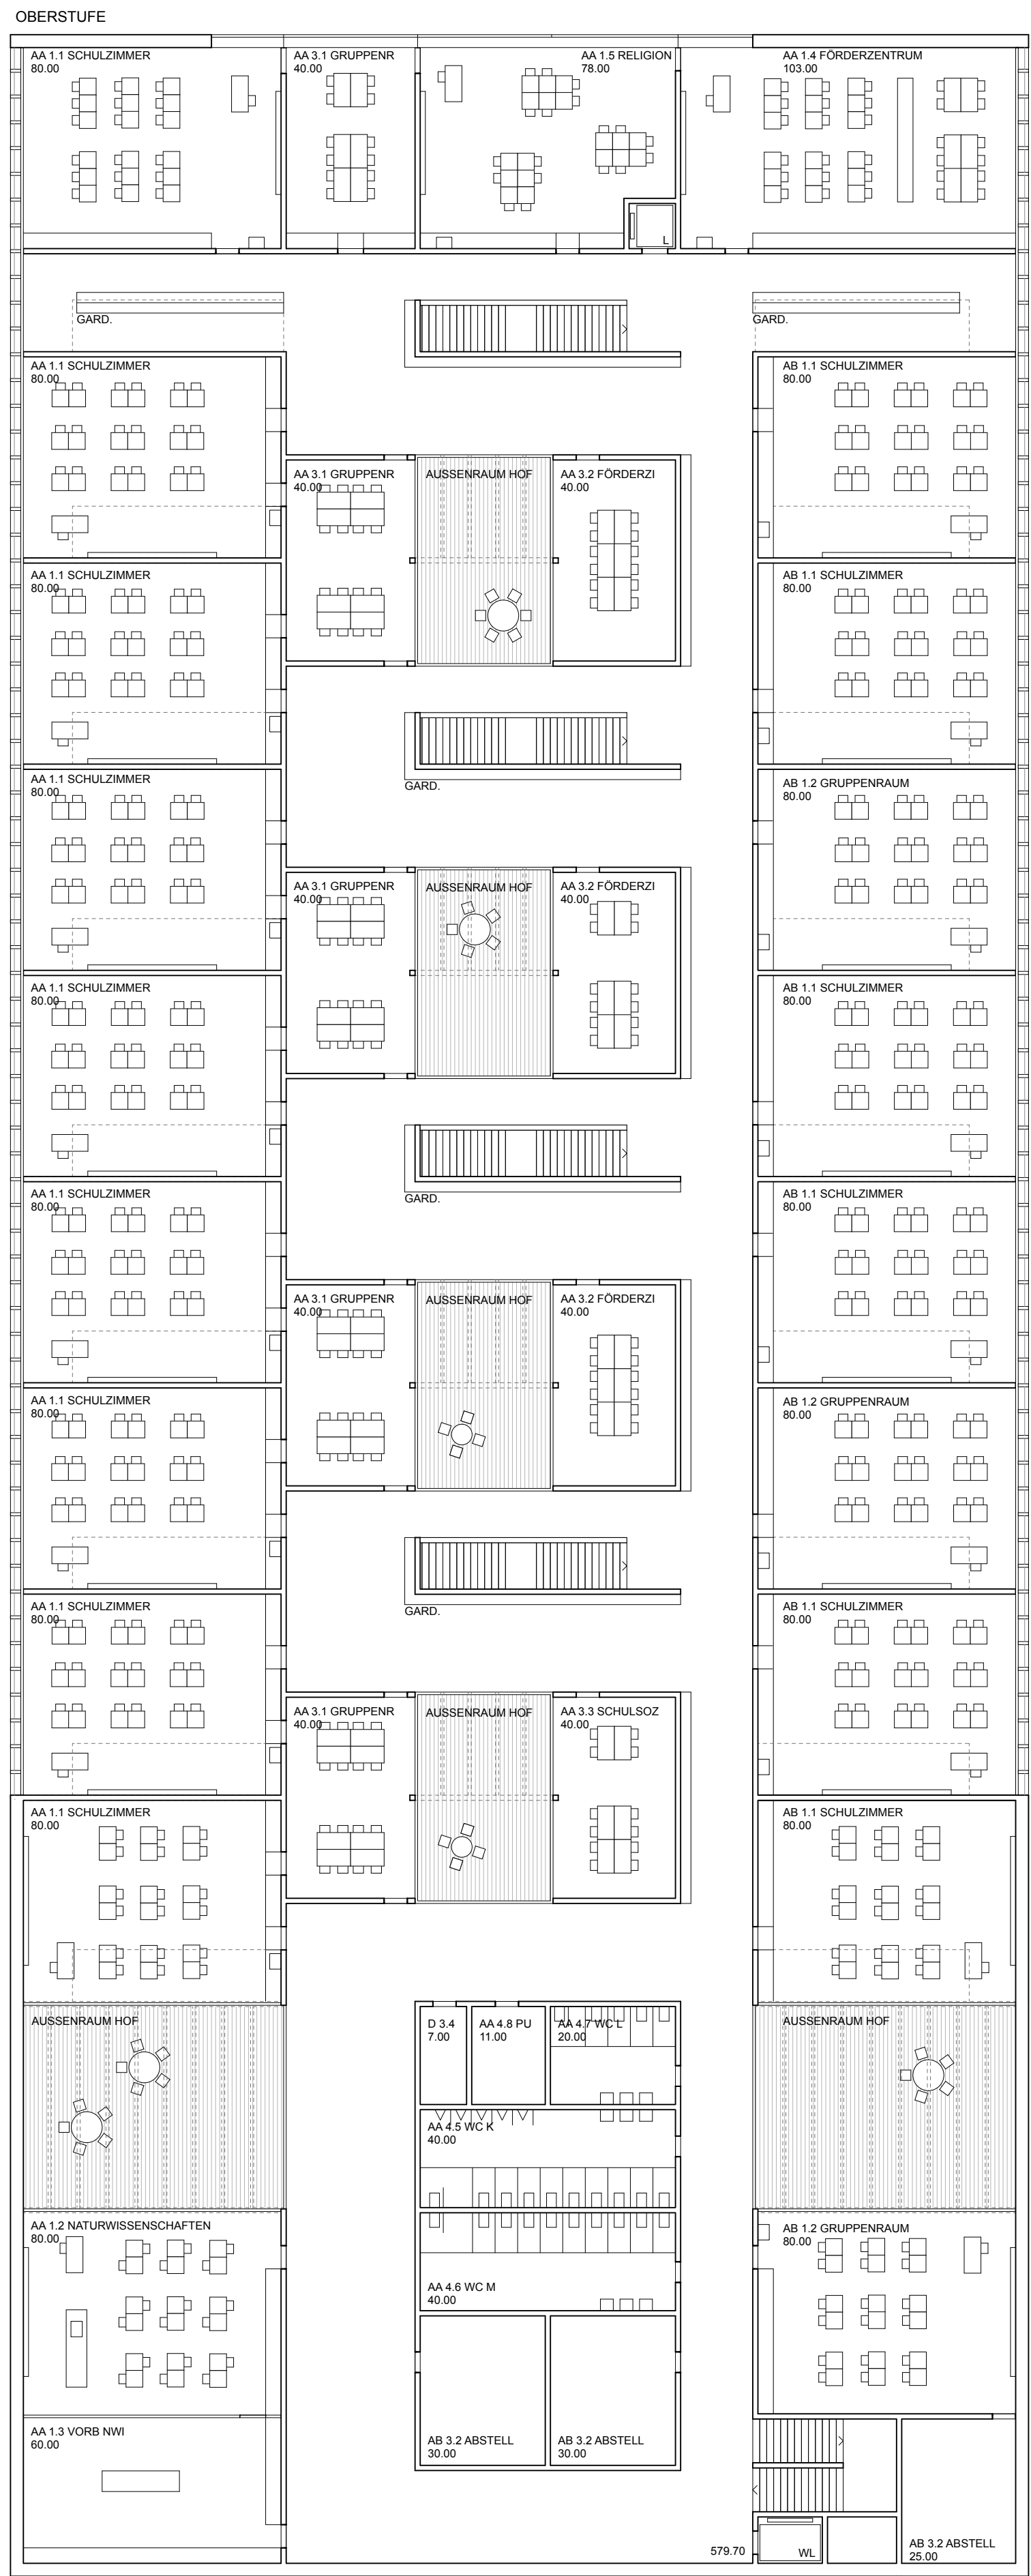 OBERSTUFE
AA 1.1 SCHULZIMMER
80.00
AA 3.1 GRUPPENR
40.00
AA 1.5 RELIGION
78.00
AA 1.4 FÖRDERZENTRUM
103.00
L
GARD.
GARD.
AA 1.1 SCHULZIMMER
80.00
AB 1.1 SCHULZIMMER
80.00
AA 3.1 GRUPPENR
40.00
AUSSENRAUM HOF
AA 3.2 FÖRDERZI
40.00
AA 1.1 SCHULZIMMER
80.00
AB 1.1 SCHULZIMMER
80.00
GARD.
AA 1.1 SCHULZIMMER
80.00
AB 1.2 GRUPPENRAUM
80.00
AA 3.1 GRUPPENR
40.00
AUSSENRAUM HOF
AA 3.2 FÖRDERZI
40.00
AA 1.1 SCHULZIMMER
80.00
AB 1.1 SCHULZIMMER
80.00
GARD.
AA 1.1 SCHULZIMMER
80.00
AB 1.1 SCHULZIMMER
80.00
AA 3.1 GRUPPENR
40.00
AUSSENRAUM HOF
AA 3.2 FÖRDERZI
40.00
AA 1.1 SCHULZIMMER
80.00
AB 1.2 GRUPPENRAUM
80.00
GARD.
AA 1.1 SCHULZIMMER
80.00
AB 1.1 SCHULZIMMER
80.00
AA 3.1 GRUPPENR
40.00
AUSSENRAUM HOF
AA 3.3 SCHULSOZ
40.00
AA 1.1 SCHULZIMMER
80.00
AB 1.1 SCHULZIMMER
80.00
AUSSENRAUM HOF
D 3.4
7.00
AA 4.8 PU
11.00
AA 4.7 WC L
20.00
AUSSENRAUM HOF
AA 4.5 WC K
40.00
AA 1.2 NATURWISSENSCHAFTEN
80.00
AB 1.2 GRUPPENRAUM
80.00
AA 4.6 WC M
40.00
AA 1.3 VORB NWI
60.00
AB 3.2 ABSTELL
30.00
AB 3.2 ABSTELL
30.00
579.70
WL
AB 3.2 ABSTELL
25.00